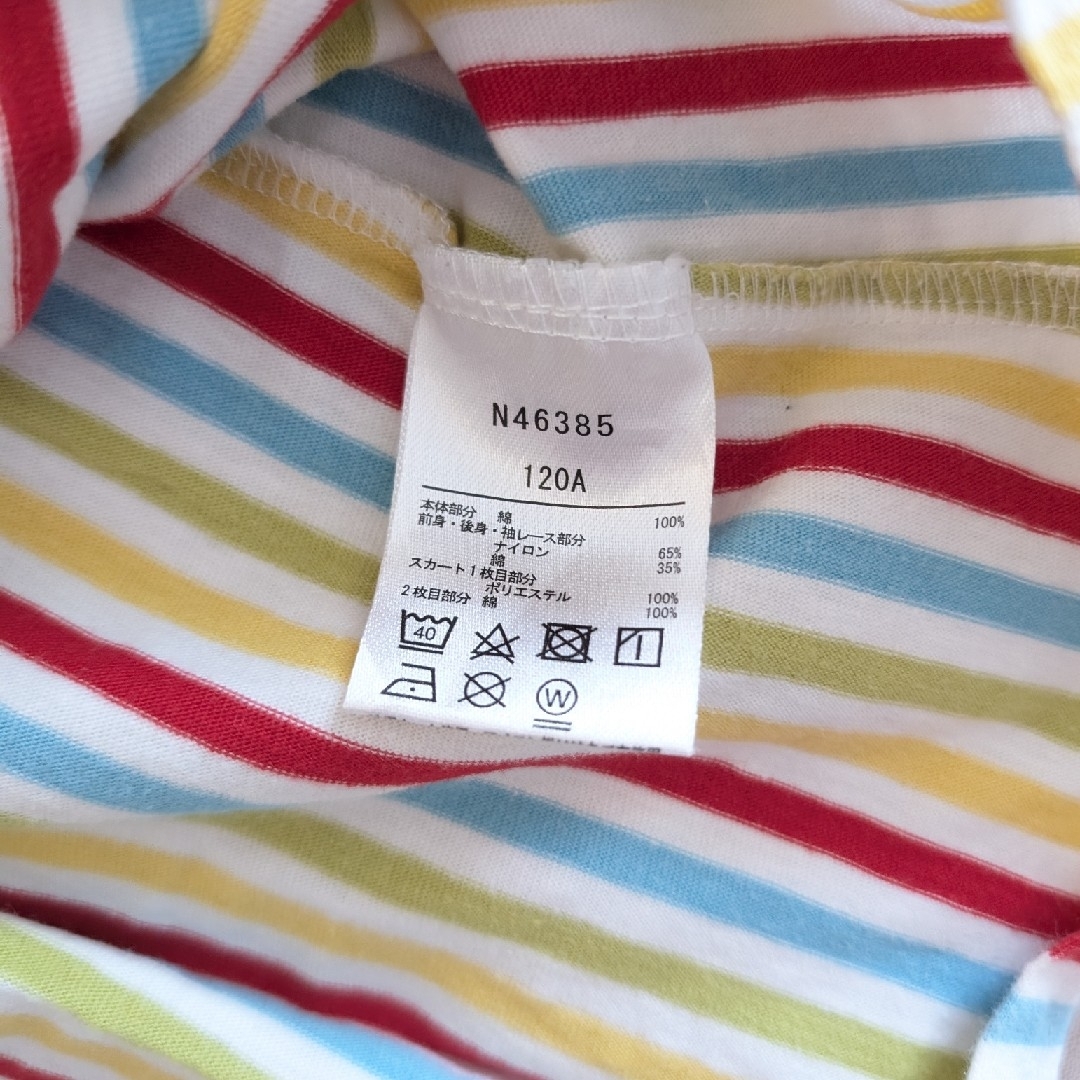 N46385
120A
本体部分 綿 100%
前身・後身・袖レース部分
ナイロン 65%
綿 35%
スカート1枚目部分
ポリエステル 100%
2枚目部分 綿 100%
40
W